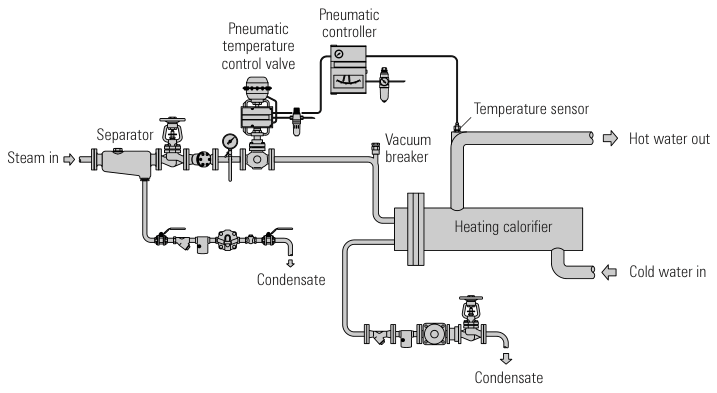 Pneumatic
controller
Pneumatic
temperature
control valve
Temperature sensor
Separator
Vacuum
breaker
Hot water out
Steam in
Heating calorifier
Cold water in
Condensate
Condensate